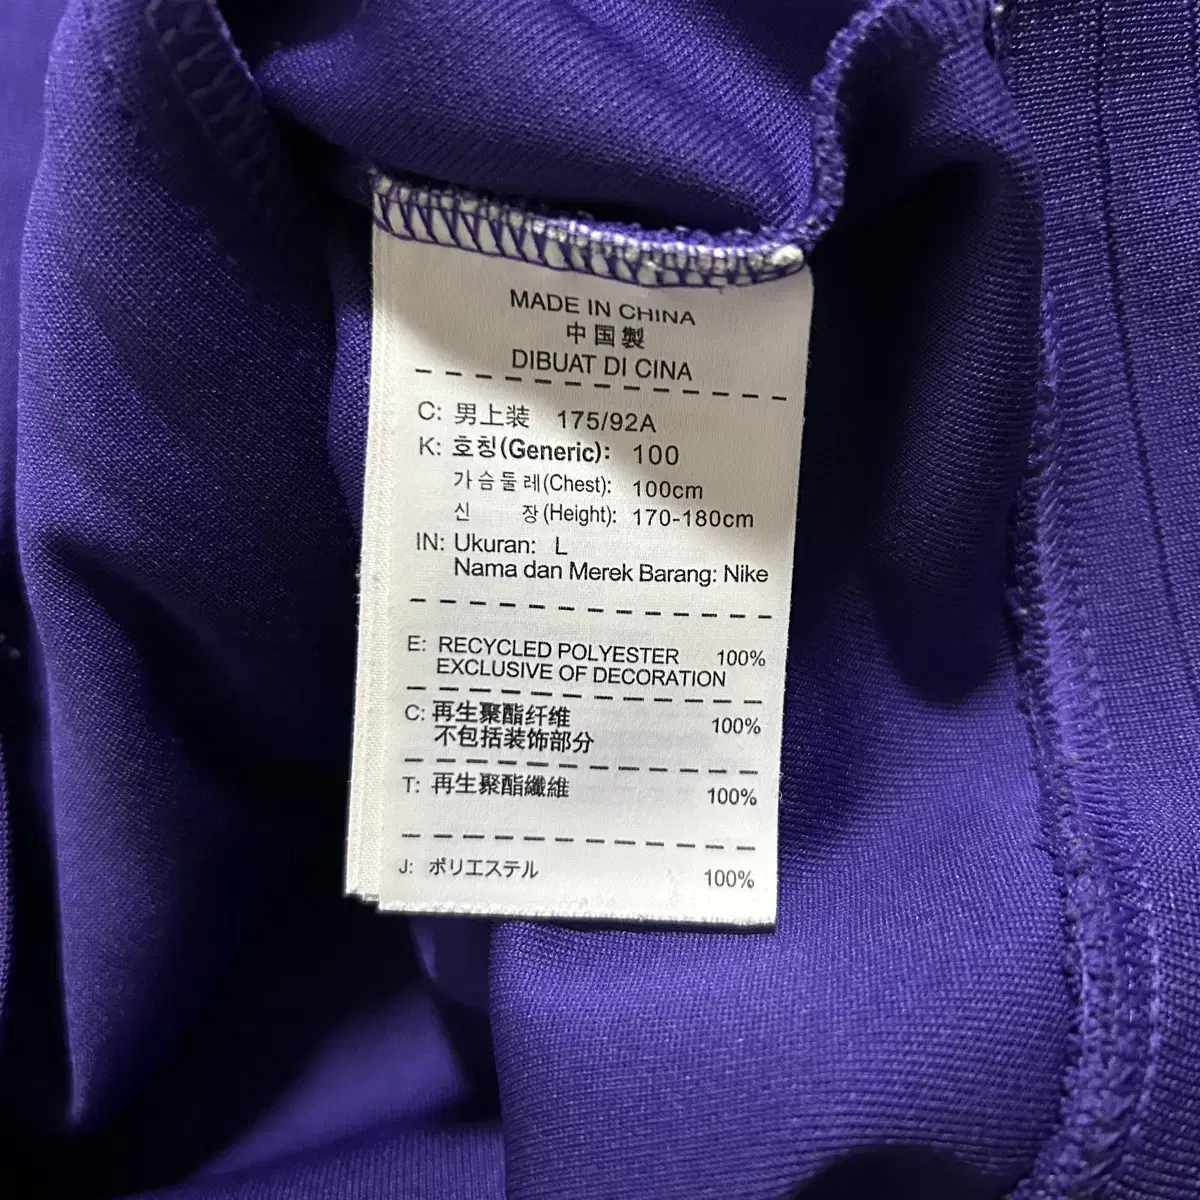 MADE IN CHINA
中国製
DIBUAT DI CINA
C: 男上装 175/92A
K: 호칭(Generic): 100
가슴둘레(Chest): 100cm
신 장(Height): 170-180cm
IN: Ukuran: L
Nama dan Merek Barang: Nike
E: RECYCLED POLYESTER 100%
EXCLUSIVE OF DECORATION
C: 再生聚酯纤维 100%
不包括装饰部分
T: 再生聚酯纖維 100%
J: ポリエステル 100%